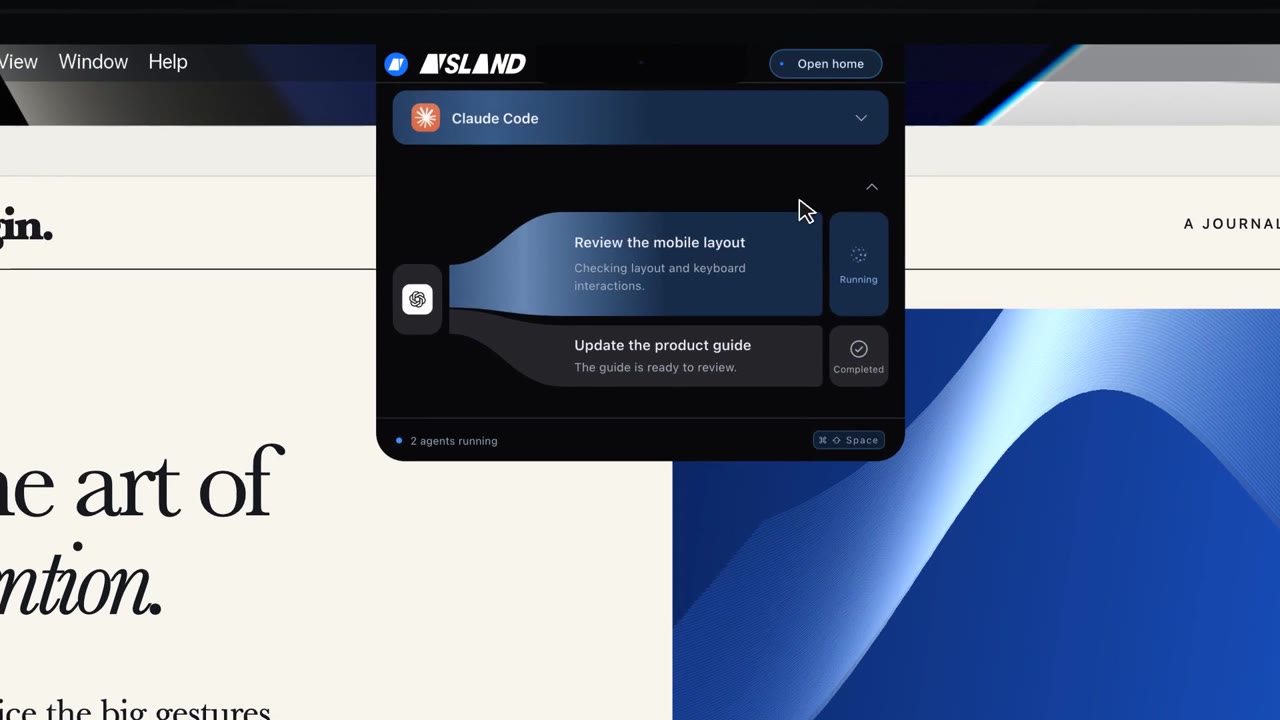 View Window Help
NSLAND
Open home
Claude Code
gin.
A JOURNAL
Review the mobile layout
Checking layout and keyboard
interactions.
Running
Update the product guide
The guide is ready to review.
Completed
2 agents running
⌘ ⇧ Space
he art of
ntion.
ice the big gestures